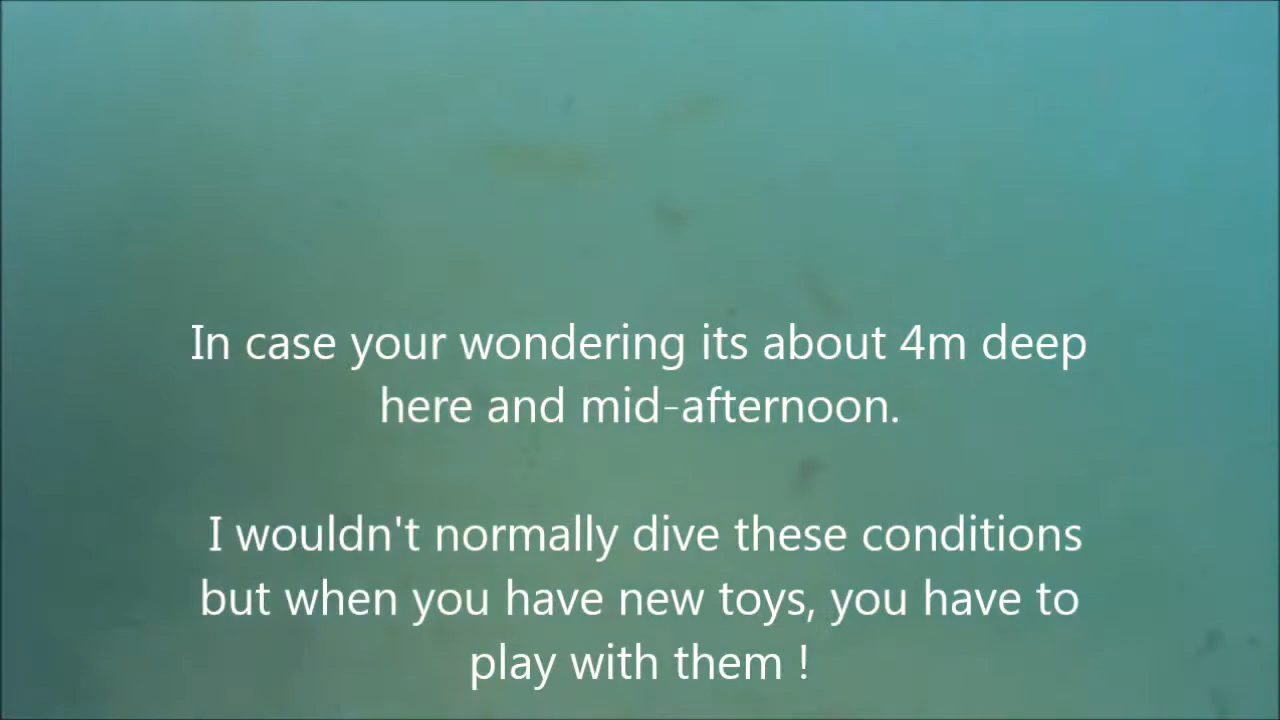 In case your wondering its about 4m deep
here and mid-afternoon.
I wouldn't normally dive these conditions
but when you have new toys, you have to
play with them !